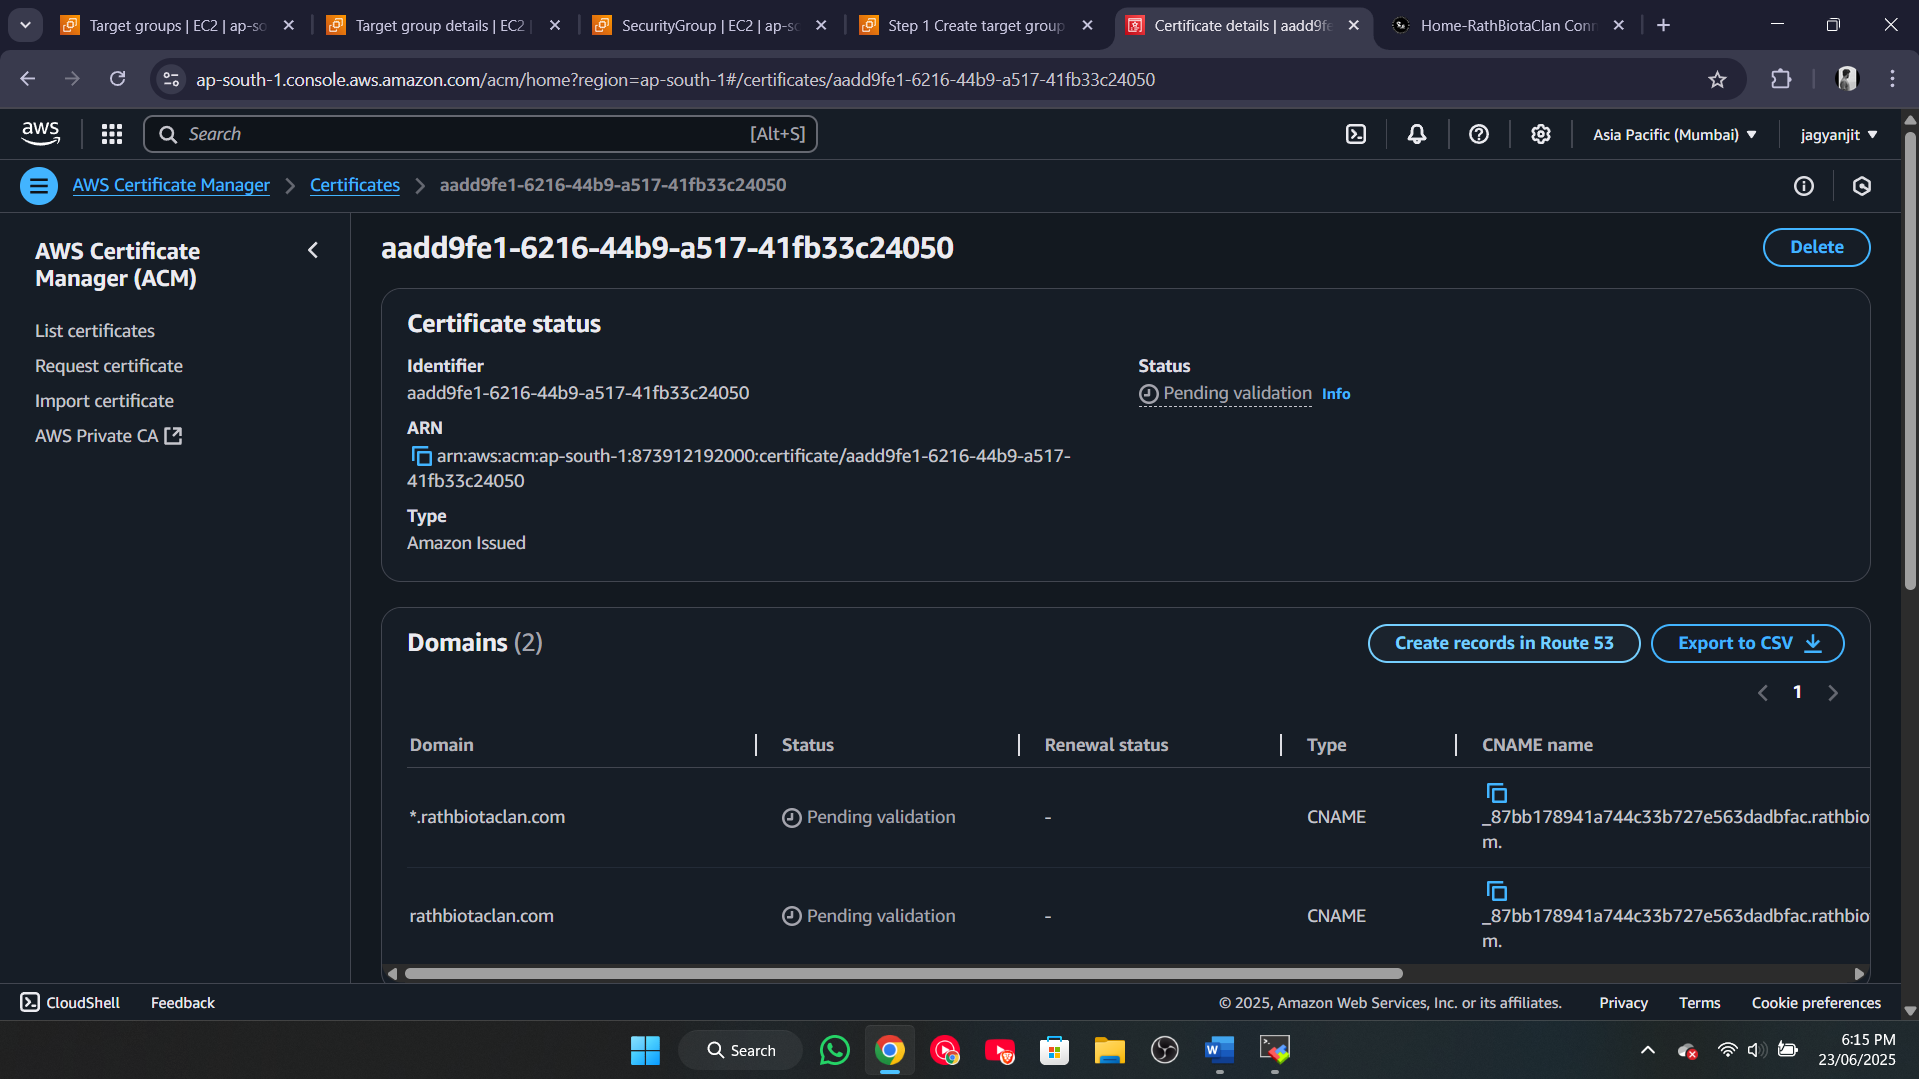 Target groups | EC2 | ap-so
Target group details | EC2 |
SecurityGroup | EC2 | ap-so
Step 1 Create target group
Certificate details | aadd9fe
Home-RathBiotaClan Conn
ap-south-1.console.aws.amazon.com/acm/home?region=ap-south-1#/certificates/aadd9fe1-6216-44b9-a517-41fb33c24050
aws
Search
[Alt+S]
Asia Pacific (Mumbai)
jagyanjit
AWS Certificate Manager
Certificates
aadd9fe1-6216-44b9-a517-41fb33c24050
AWS Certificate
Manager (ACM)
List certificates
Request certificate
Import certificate
AWS Private CA
aadd9fe1-6216-44b9-a517-41fb33c24050
Delete
Certificate status
Identifier
aadd9fe1-6216-44b9-a517-41fb33c24050
ARN
arn:aws:acm:ap-south-1:873912192000:certificate/aadd9fe1-6216-44b9-a517-
41fb33c24050
Type
Amazon Issued
Status
Pending validation Info
Domains (2)
Create records in Route 53
Export to CSV
1
Domain Status Renewal status Type CNAME name
*.rathbiotaclan.com Pending validation - CNAME _87bb178941a744c33b727e563dadbfac.rathbio
m.
rathbiotaclan.com Pending validation - CNAME _87bb178941a744c33b727e563dadbfac.rathbio
m.
CloudShell
Feedback
© 2025, Amazon Web Services, Inc. or its affiliates.
Privacy
Terms
Cookie preferences
Search
6:15 PM
23/06/2025